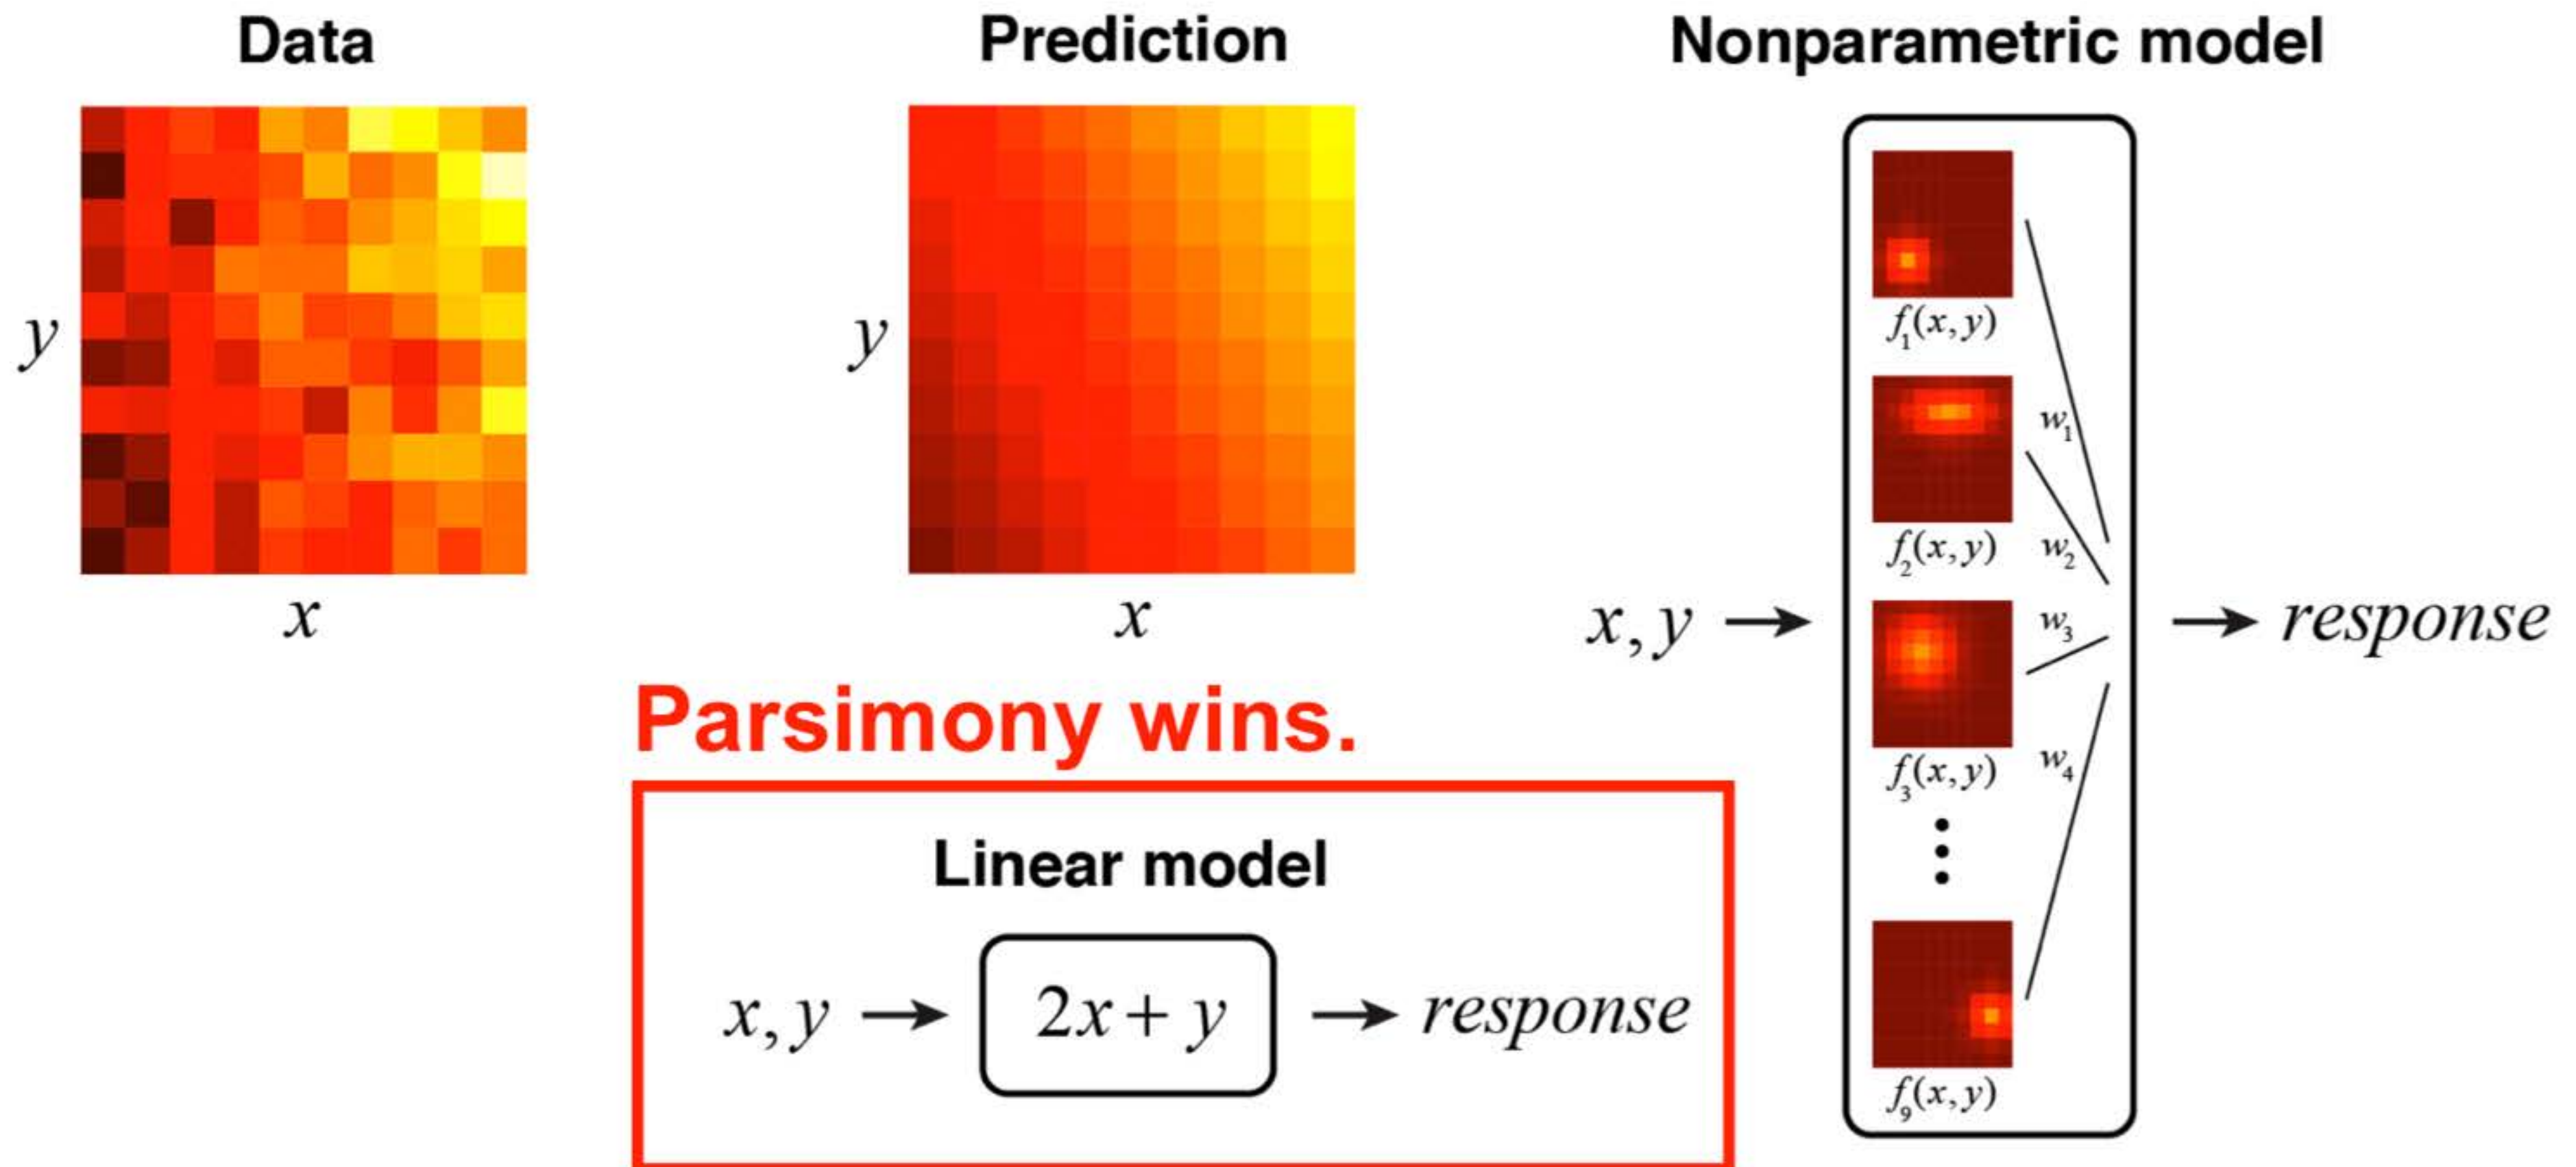 Data
y
x
Prediction
y
x
Parsimony wins.
Linear model
x, y → 2x + y → response
Nonparametric model
x, y → → response
f₁(x, y)
w₁
f₂(x, y)
w₂
w₃
f₃(x, y)
w₄
f₉(x, y)